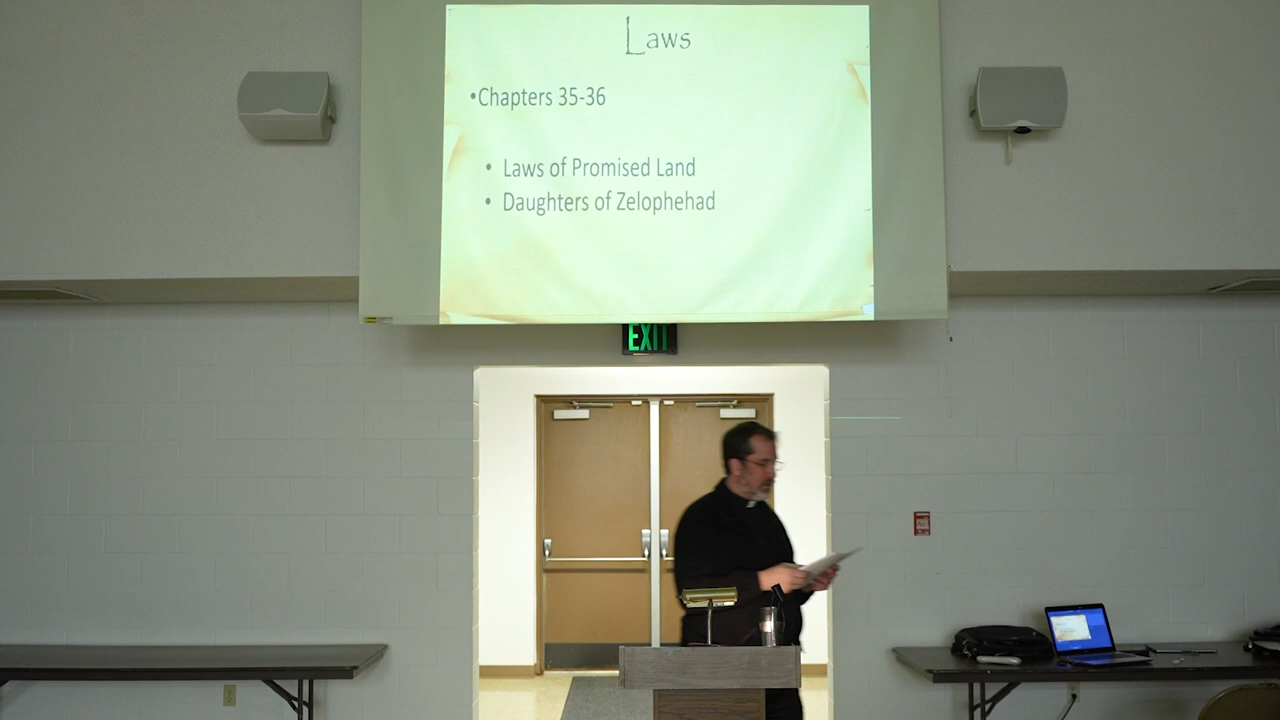 Laws
•Chapters 35-36
• Laws of Promised Land
• Daughters of Zelophehad
EXIT